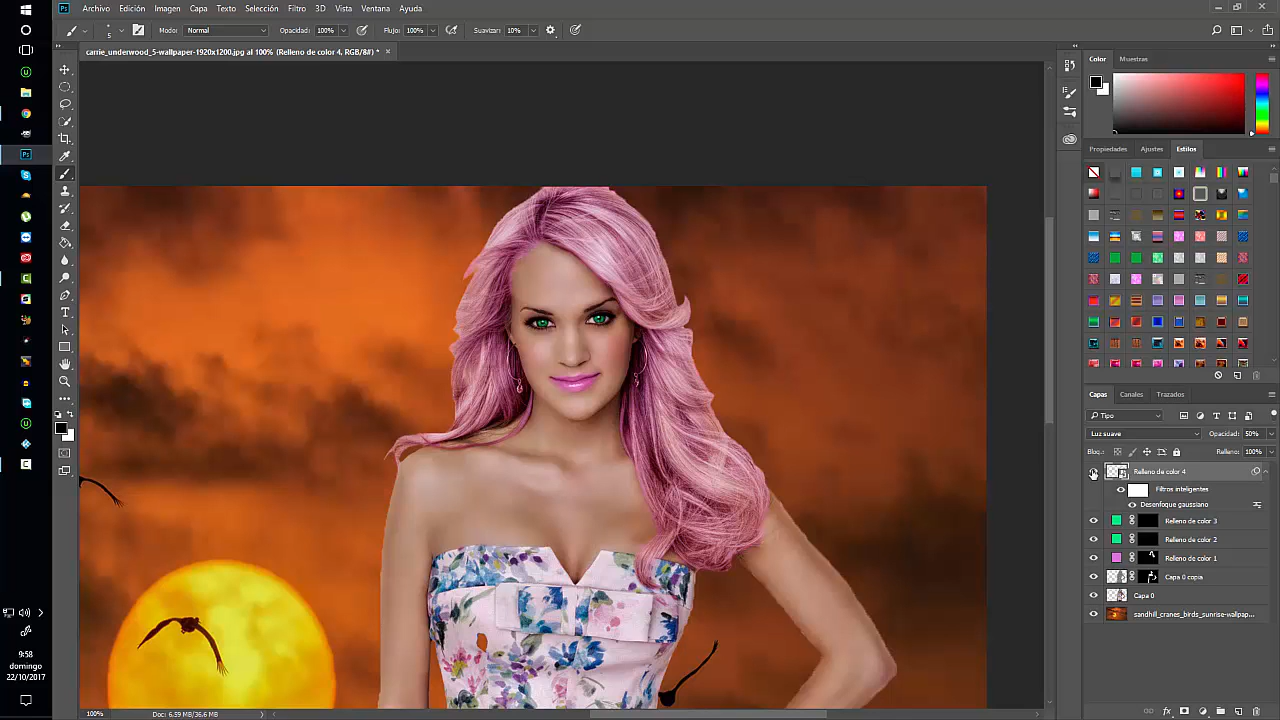 Archivo Edición Imagen Capa Texto Selección Filtro 3D Vista Ventana Ayuda
5 Modo: Normal Opacidad: 100% Flujo: 100% Suavizar: 10%
carrie_underwood_5-wallpaper-1920x1200.jpg al 100% (Relleno de color 4, RGB/8#) * ×
Color Muestras
Propiedades Ajustes Estilos
Capas Canales Trazados
Tipo
Luz suave Opacidad: 50%
Bloq.: Relleno: 100%
Relleno de color 4
Filtros inteligentes
Desenfoque gaussiano
Relleno de color 3
Relleno de color 2
Relleno de color 1
Capa 0 copia
Capa 0
sandhill_cranes_birds_sunrise-wallpap...
9:58
domingo
22/10/2017
100% Doc: 6.59 MB/36.6 MB